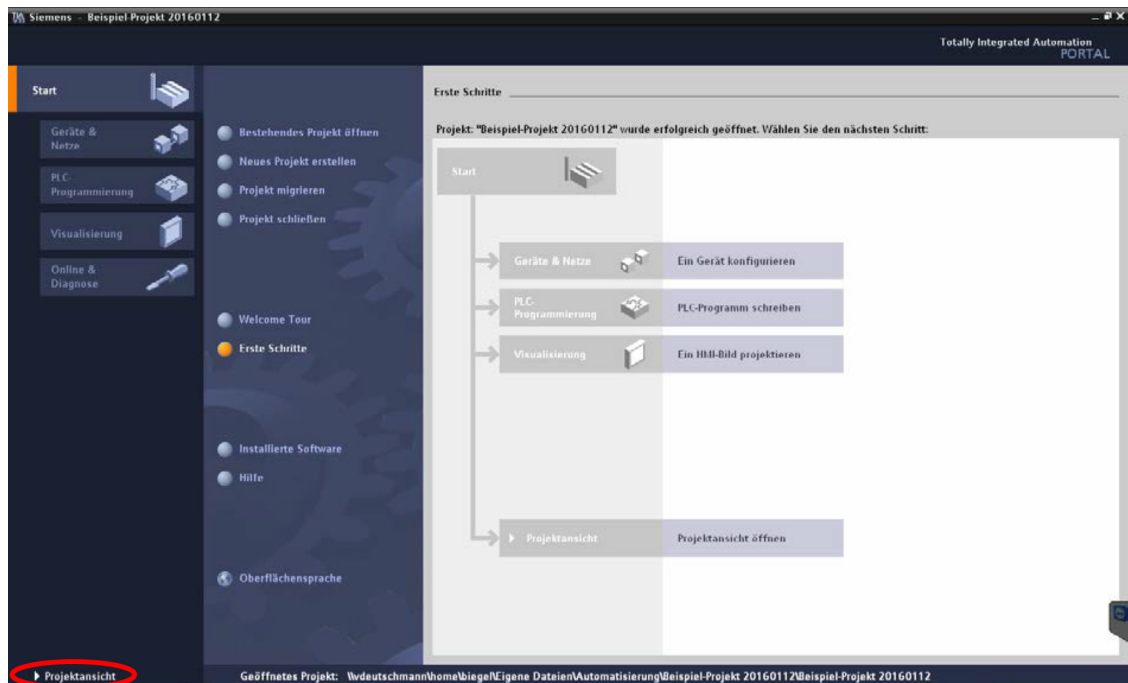 Siemens - Beispiel-Projekt 20160112
Totally Integrated Automation
PORTAL
Start
Geräte &
Netze
PLC-
Programmierung
Visualisierung
Online &
Diagnose
Bestehendes Projekt öffnen
Neues Projekt erstellen
Projekt migrieren
Projekt schließen
Welcome Tour
Erste Schritte
Installierte Software
Hilfe
Oberflächensprache
Erste Schritte
Projekt: "Beispiel-Projekt 20160112" wurde erfolgreich geöffnet. Wählen Sie den nächsten Schritt:
Start
Geräte & Netze
Ein Gerät konfigurieren
PLC-
Programmierung
PLC-Programm schreiben
Visualisierung
Ein HMI-Bild projektieren
Projektansicht
Projektansicht öffnen
Projektansicht
Geöffnetes Projekt: \\wdeutschmann\home\biegel\Eigene Dateien\Automatisierung\Beispiel-Projekt 20160112\Beispiel-Projekt 20160112